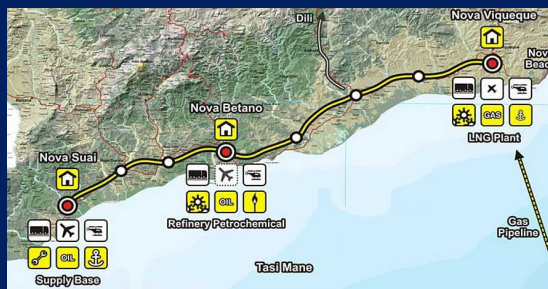 Dili
Nova Viqueque
Nova
Beac
Nova Betano
Nova Suai
GAS
LNG Plant
OIL
Refinery Petrochemical
OIL
Supply Base
Gas
Pipeline
Tasi Mane